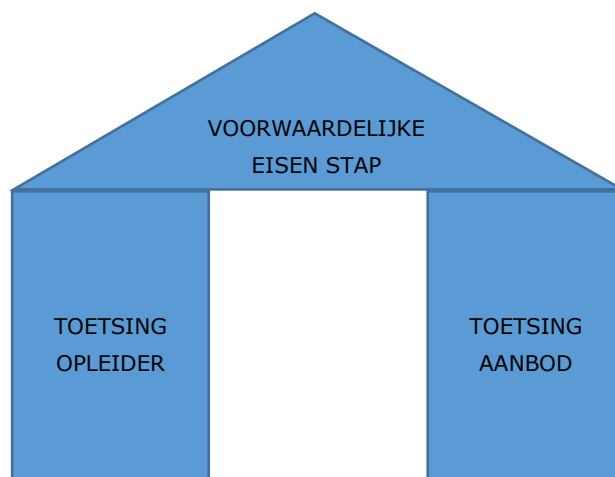 VOORWAARDELIJKE
EISEN STAP
TOETSING
OPLEIDER
TOETSING
AANBOD